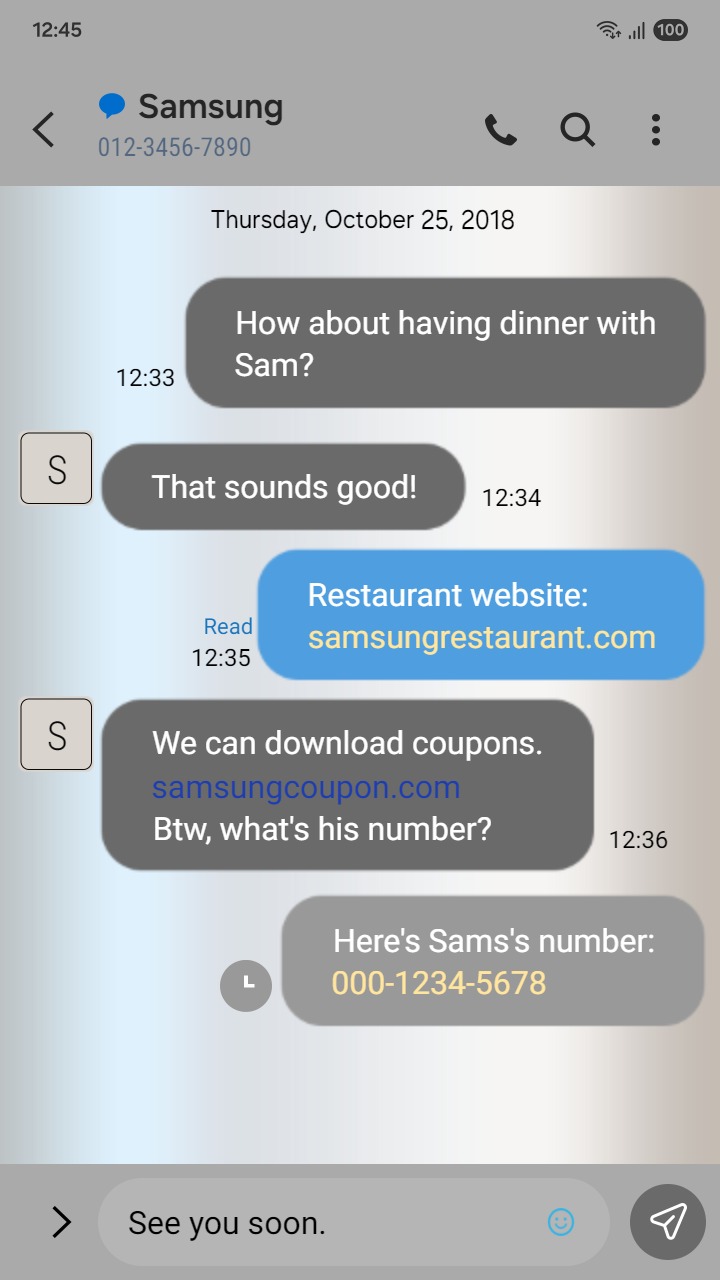 12:45
100
Samsung
012-3456-7890
Thursday, October 25, 2018
How about having dinner with
Sam?
12:33
S
That sounds good!
12:34
Restaurant website:
samsungrestaurant.com
Read
12:35
S
We can download coupons.
samsungcoupon.com
Btw, what's his number?
12:36
Here's Sams's number:
000-1234-5678
See you soon.